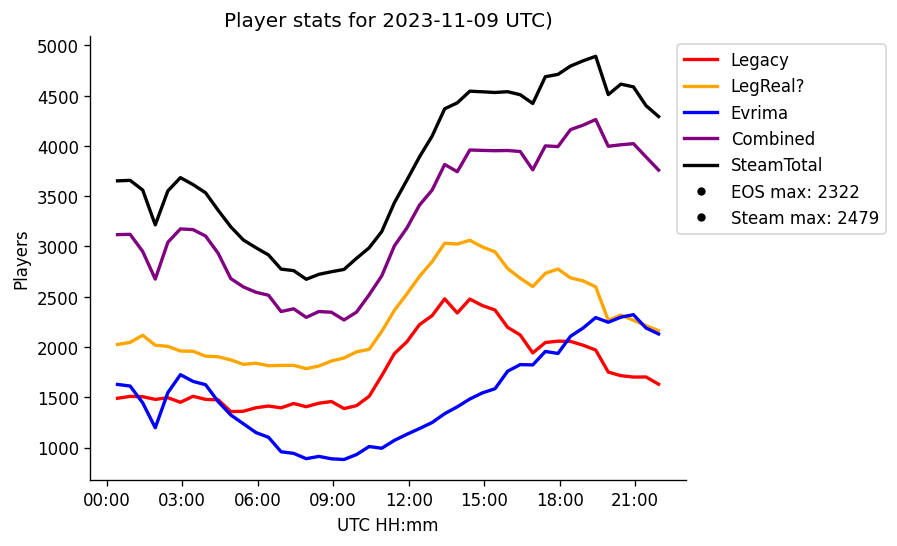 Player stats for 2023-11-09 UTC)
5000
4500
4000
3500
3000
2500
2000
1500
1000
Players
00:00 03:00 06:00 09:00 12:00 15:00 18:00 21:00
UTC HH:mm
Legacy
LegReal?
Evrima
Combined
SteamTotal
EOS max: 2322
Steam max: 2479